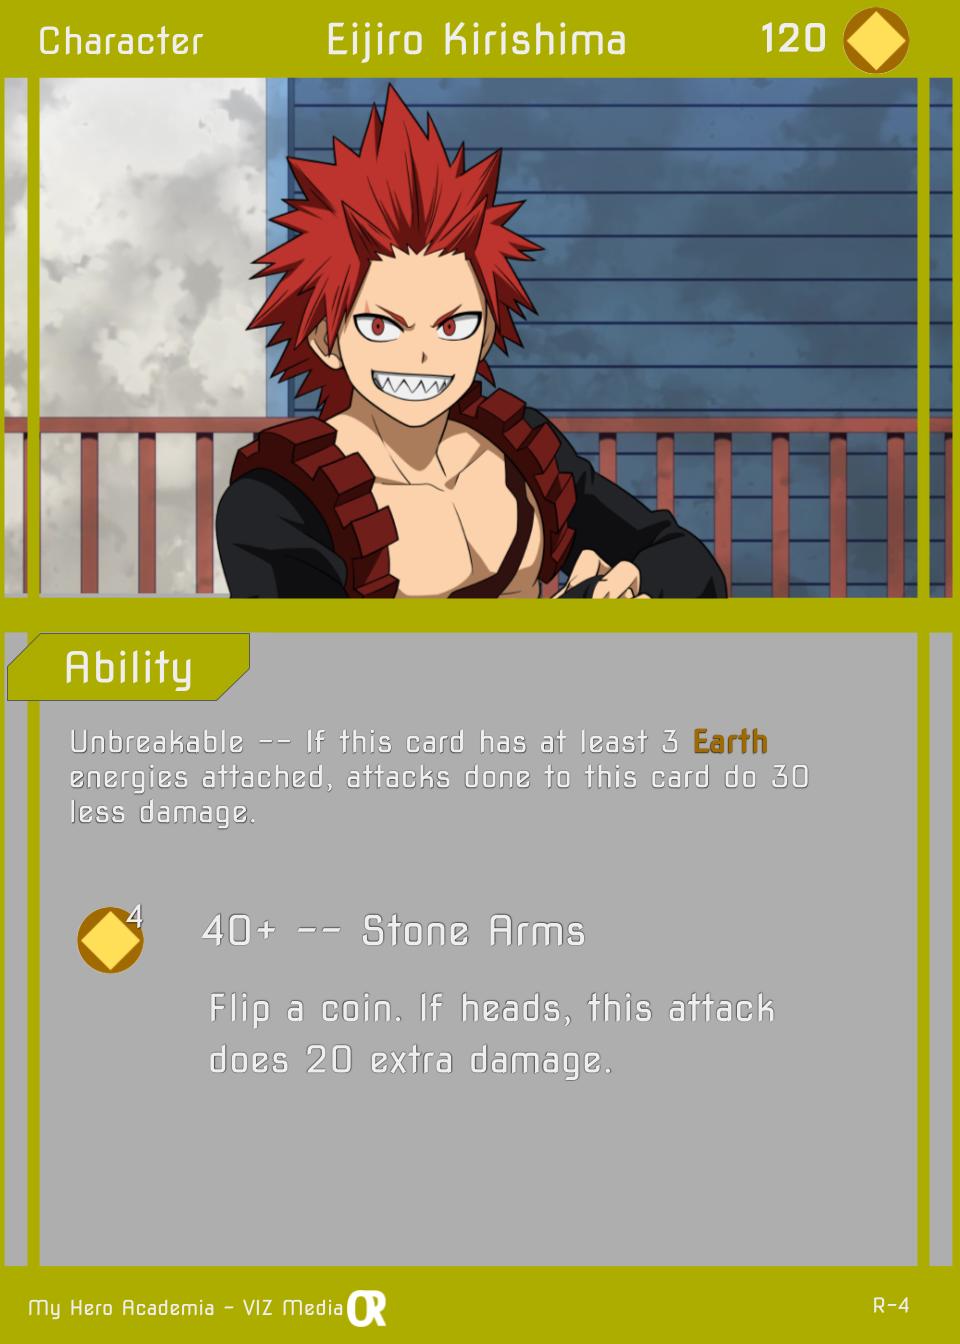 Character
Eijiro Kirishima
120
Ability
Unbreakable -- If this card has at least 3 Earth
energies attached, attacks done to this card do 30
less damage.
4
40+ -- Stone Arms
Flip a coin. If heads, this attack
does 20 extra damage.
My Hero Academia - VIZ Media OR
R-4